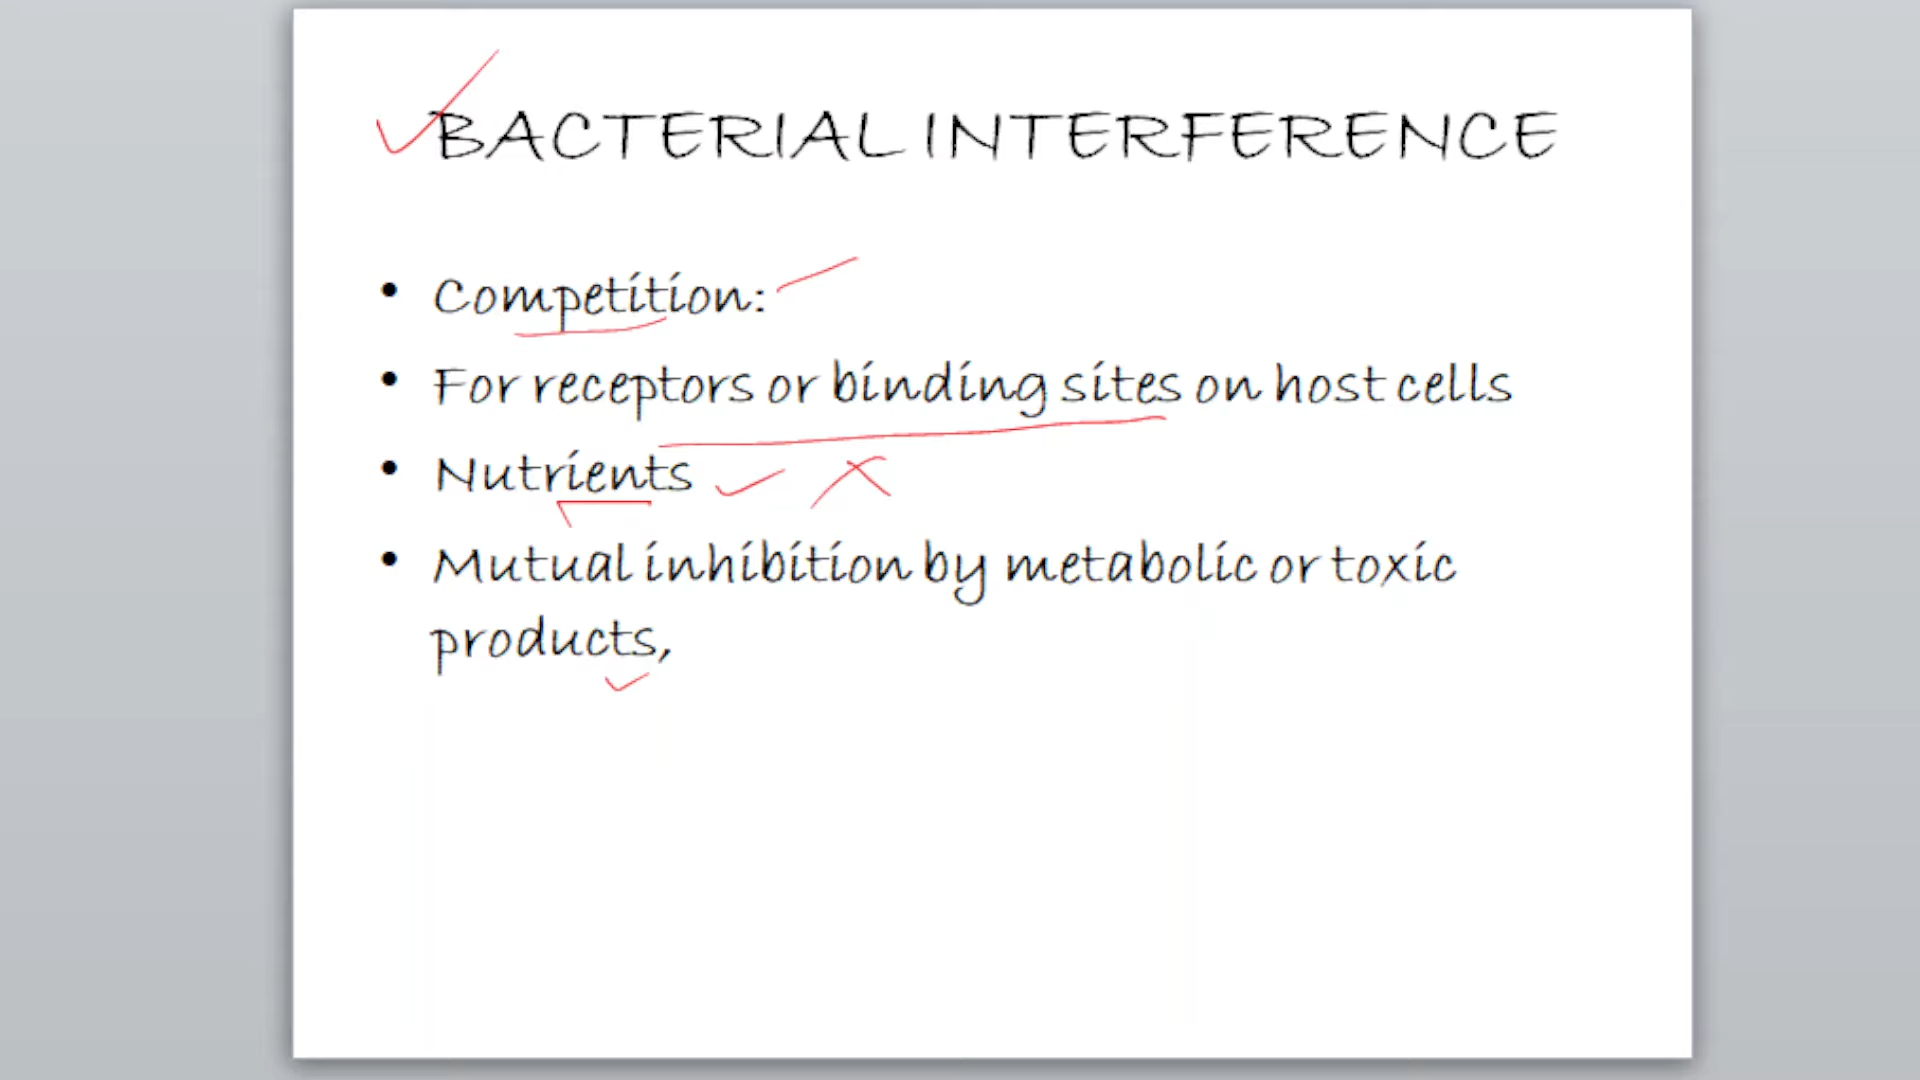 BACTERIAL INTERFERENCE
• Competition:
• For receptors or binding sites on host cells
• Nutrients
• Mutual inhibition by metabolic or toxic
products,